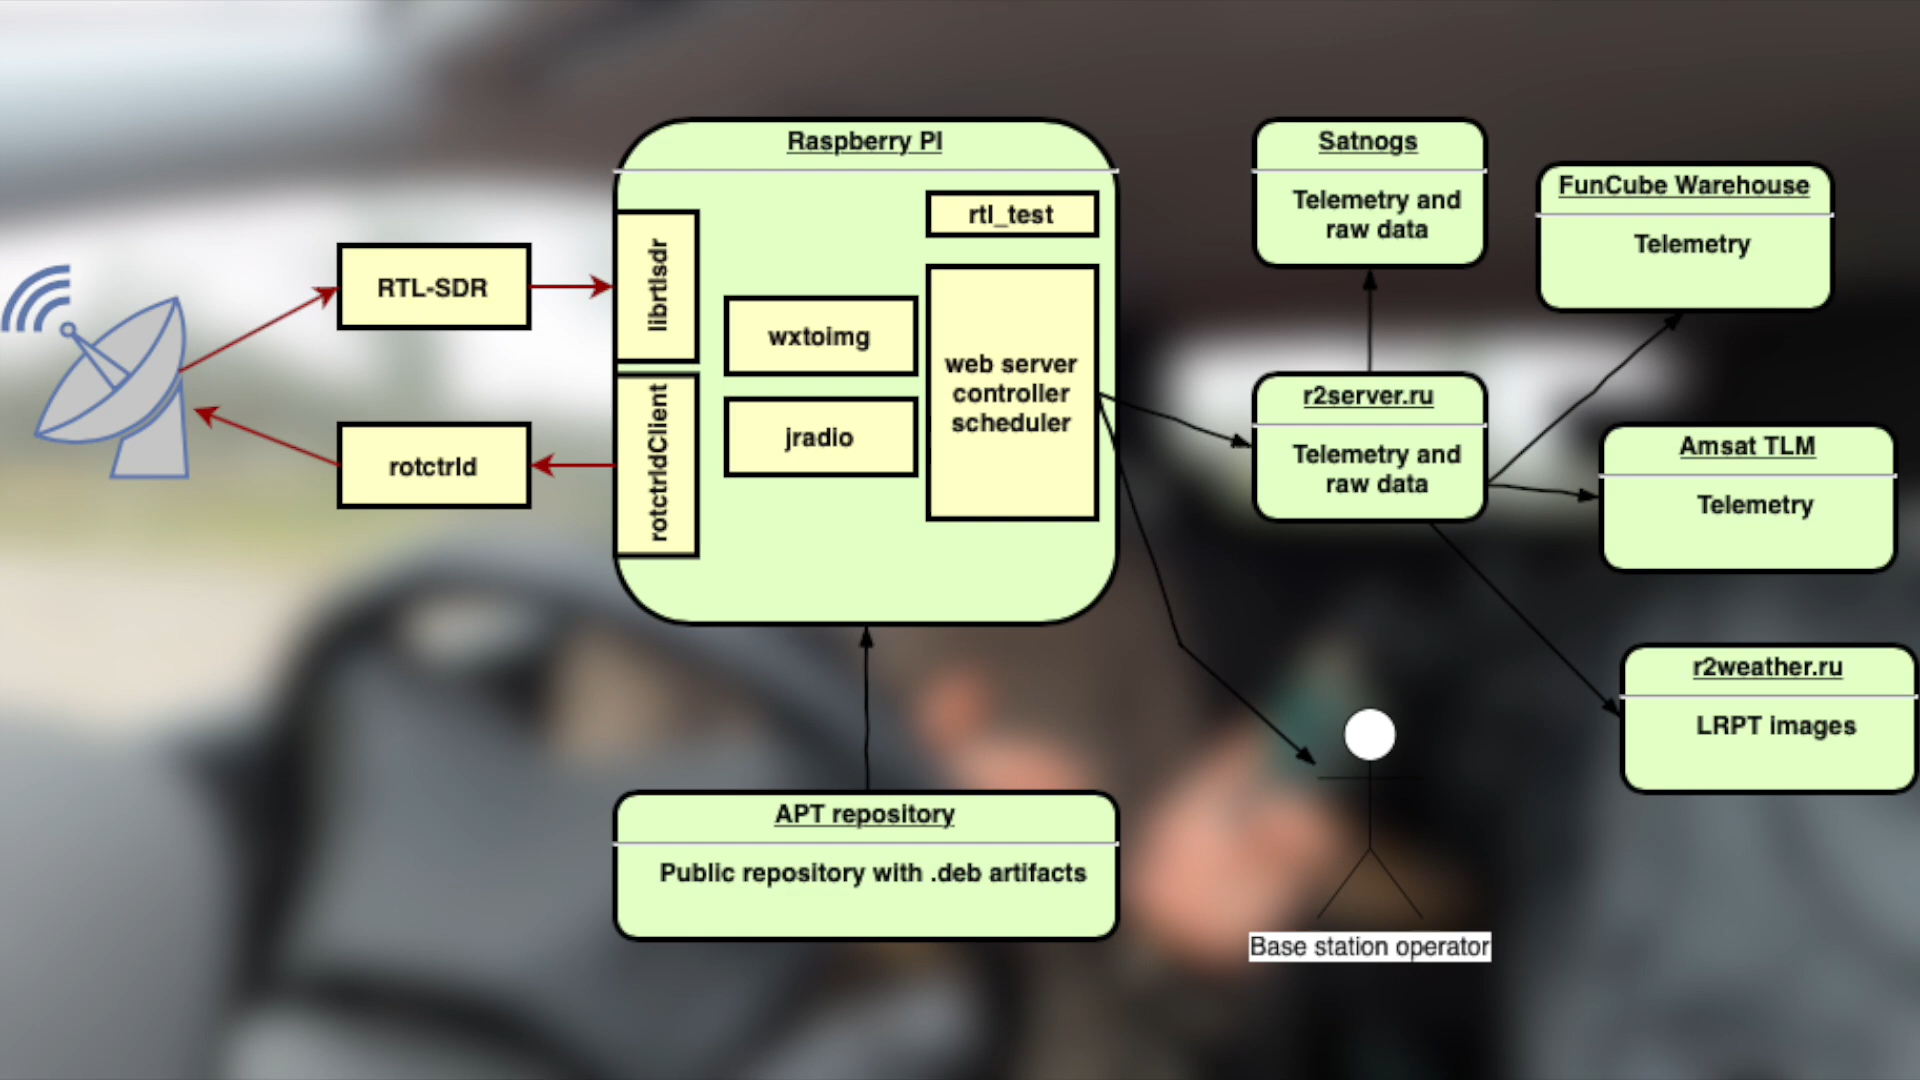 RTL-SDR
rotctrld
Raspberry PI
librtlsdr
rotctrldClient
rtl_test
wxtoimg
jradio
web server
controller
scheduler
APT repository
Public repository with .deb artifacts
Satnogs
Telemetry and
raw data
r2server.ru
Telemetry and
raw data
FunCube Warehouse
Telemetry
Amsat TLM
Telemetry
r2weather.ru
LRPT images
Base station operator